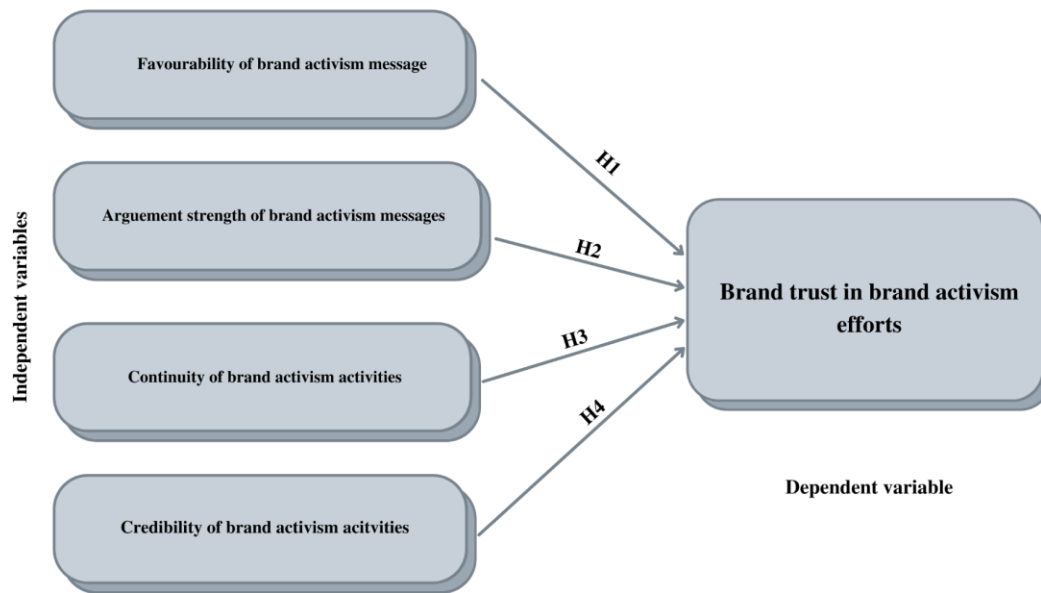 Independent variables
Favourability of brand activism message
Arguement strength of brand activism messages
Continuity of brand activism activities
Credibility of brand activism acitvities
H1
H2
H3
H4
Brand trust in brand activism
efforts
Dependent variable